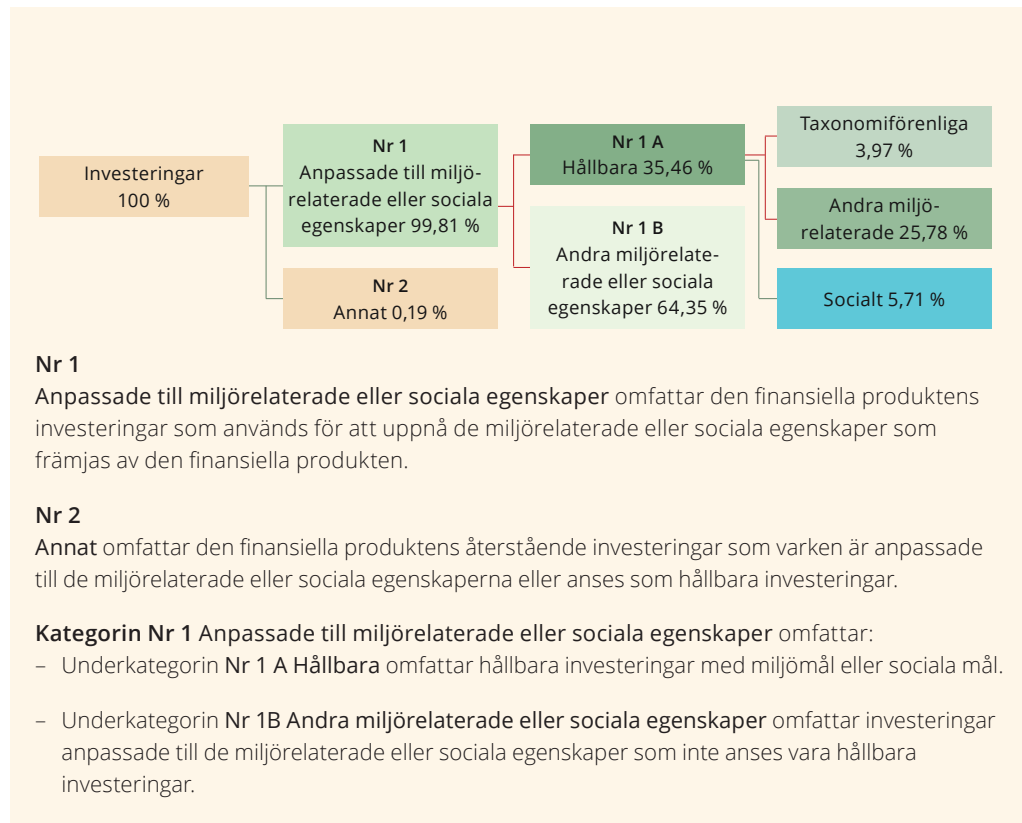 Investeringar
100 %
Nr 1
Anpassade till miljö-
relaterade eller sociala
egenskaper 99,81 %
Nr 2
Annat 0,19 %
Nr 1 A
Hållbara 35,46 %
Nr 1 B
Andra miljörelate-
rade eller sociala
egenskaper 64,35 %
Taxonomiförenliga
3,97 %
Andra miljö-
relaterade 25,78 %
Socialt 5,71 %
Nr 1
Anpassade till miljörelaterade eller sociala egenskaper omfattar den finansiella produktens
investeringar som används för att uppnå de miljörelaterade eller sociala egenskaper som
främjas av den finansiella produkten.
Nr 2
Annat omfattar den finansiella produktens återstående investeringar som varken är anpassade
till de miljörelaterade eller sociala egenskaperna eller anses som hållbara investeringar.
Kategorin Nr 1 Anpassade till miljörelaterade eller sociala egenskaper omfattar:
– Underkategorin Nr 1 A Hållbara omfattar hållbara investeringar med miljömål eller sociala mål.
– Underkategorin Nr 1B Andra miljörelaterade eller sociala egenskaper omfattar investeringar
anpassade till de miljörelaterade eller sociala egenskaper som inte anses vara hållbara
investeringar.